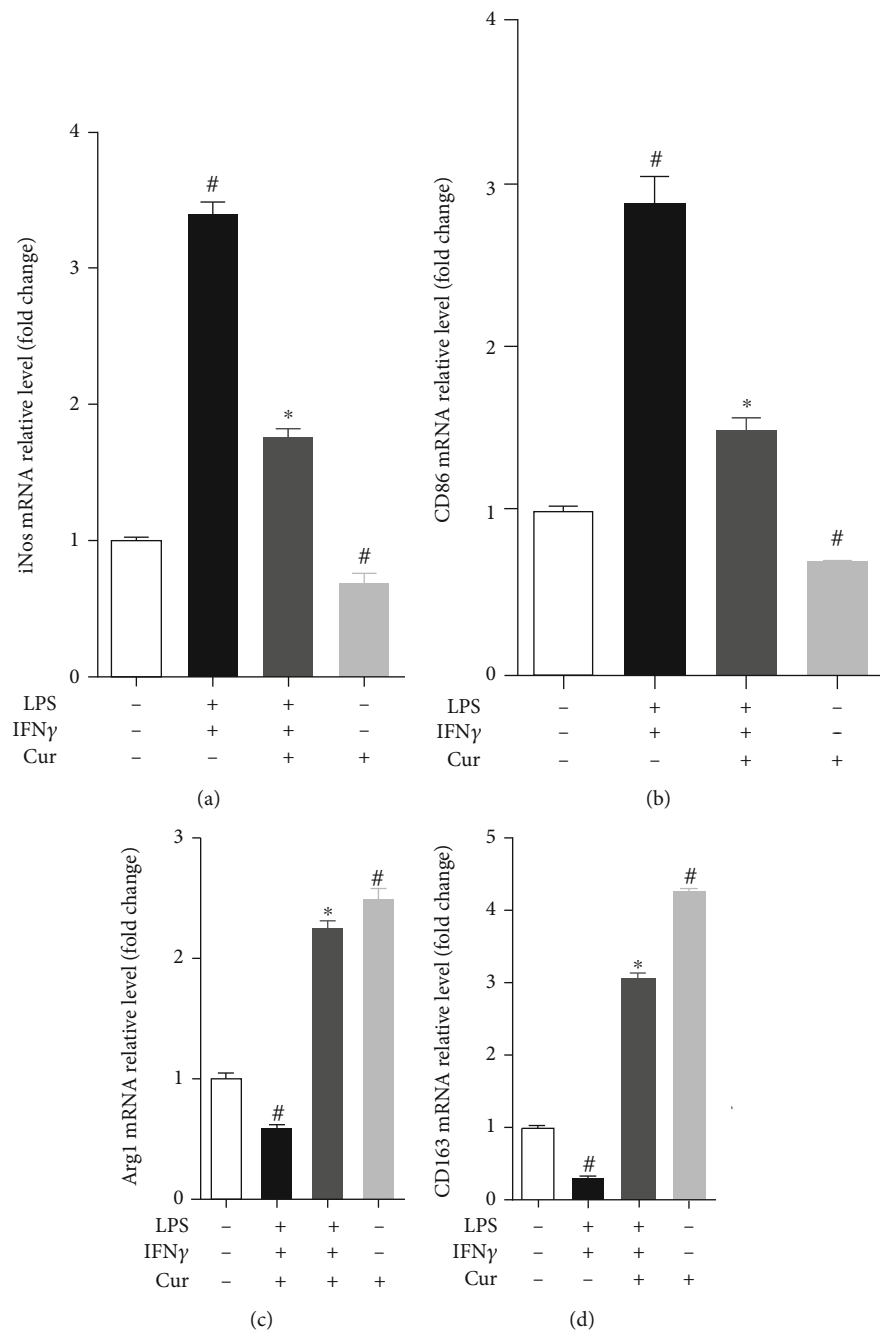 4
3
2
1
0
iNos mRNA relative level (fold change)
#
*
#
LPS – + + –
IFNγ – + + –
Cur – – + +
(a)
4
3
2
1
0
CD86 mRNA relative level (fold change)
#
*
#
LPS – + + –
IFNγ – + + –
Cur – – + +
(b)
3
2
1
0
Arg1 mRNA relative level (fold change)
#
*
#
LPS – + + –
IFNγ – + + –
Cur – + + +
(c)
5
4
3
2
1
0
CD163 mRNA relative level (fold change)
#
*
#
LPS – + + –
IFNγ – + + –
Cur – – + +
(d)